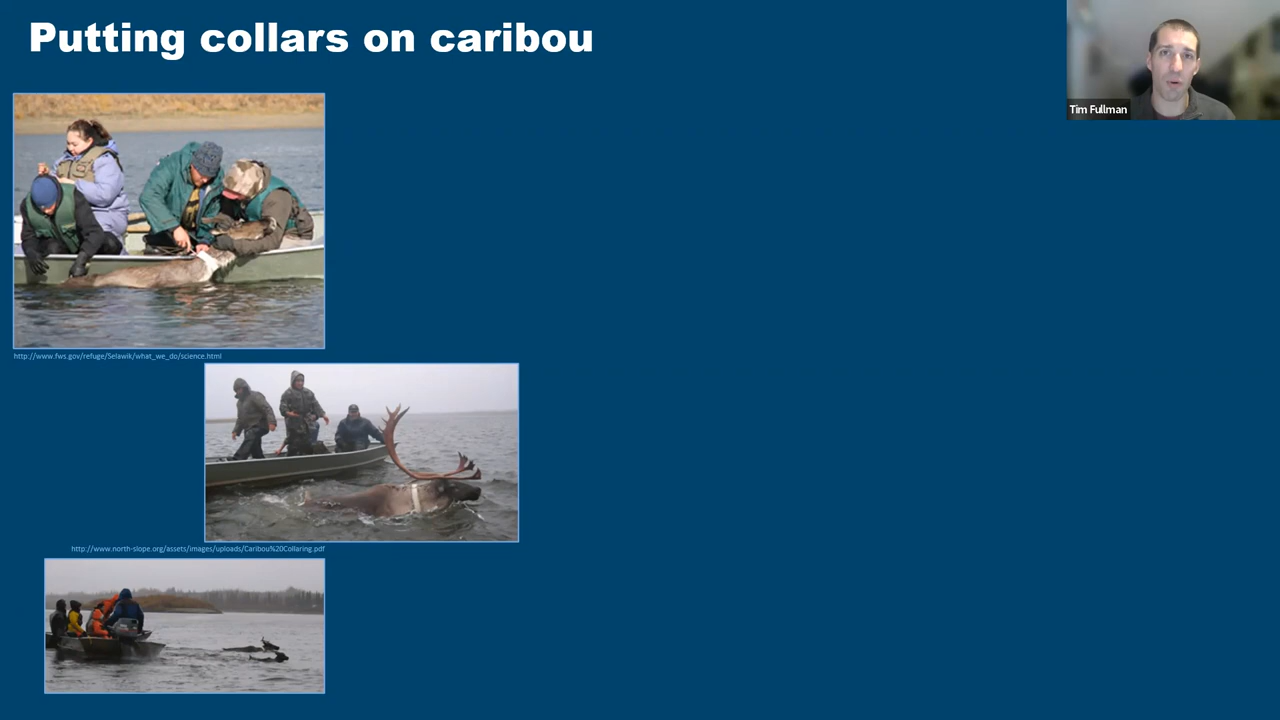 Putting collars on caribou
Tim Fullman
http://www.fws.gov/refuge/Selawik/what_we_do/science.html
http://www.north-slope.org/assets/images/uploads/Caribou%20Collaring.pdf